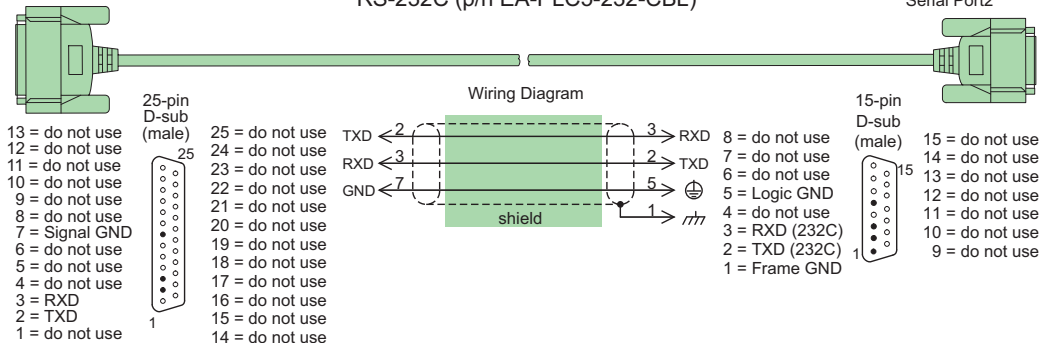 RS-232C (p/n EA-PLC5-232-CBL)
Serial Port2
25-pin
D-sub
(male)
13 = do not use
12 = do not use
11 = do not use
10 = do not use
9 = do not use
8 = do not use
7 = Signal GND
6 = do not use
5 = do not use
4 = do not use
3 = RXD
2 = TXD
1 = do not use
25
1
25 = do not use
24 = do not use
23 = do not use
22 = do not use
21 = do not use
20 = do not use
19 = do not use
18 = do not use
17 = do not use
16 = do not use
15 = do not use
14 = do not use
Wiring Diagram
TXD 2 3 RXD
RXD 3 2 TXD
GND 7 5
1
shield
8 = do not use
7 = do not use
6 = do not use
5 = Logic GND
4 = do not use
3 = RXD (232C)
2 = TXD (232C)
1 = Frame GND
15-pin
D-sub
(male)
15
1
15 = do not use
14 = do not use
13 = do not use
12 = do not use
11 = do not use
10 = do not use
9 = do not use